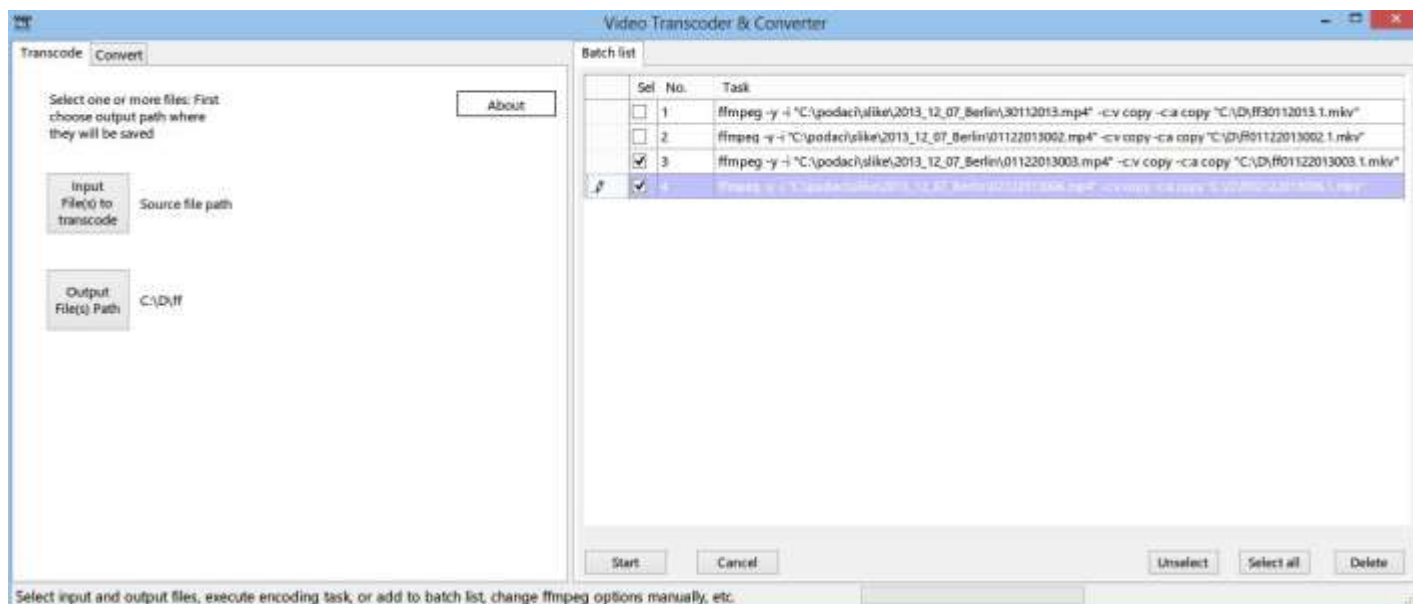 Video Transcoder & Converter
Transcode Convert
Select one or more files: First
choose output path where
they will be saved
About
Input
File(s) to
transcode
Source file path
Output
File(s) Path
C:\D\ff
Batch list
Sel No. Task
1 ffmpeg -y -i "C:\podaci\slike\2013_12_07_Berlin\30112013.mp4" -c:v copy -c:a copy "C:\D\ff30112013.1.mkv"
2 ffmpeg -y -i "C:\podaci\slike\2013_12_07_Berlin\01122013002.mp4" -c:v copy -c:a copy "C:\D\ff01122013002.1.mkv"
3 ffmpeg -y -i "C:\podaci\slike\2013_12_07_Berlin\01122013003.mp4" -c:v copy -c:a copy "C:\D\ff01122013003.1.mkv"
4 ffmpeg -y -i
Start Cancel Unselect Select all Delete
Select input and output files, execute encoding task, or add to batch list, change ffmpeg options manually, etc.